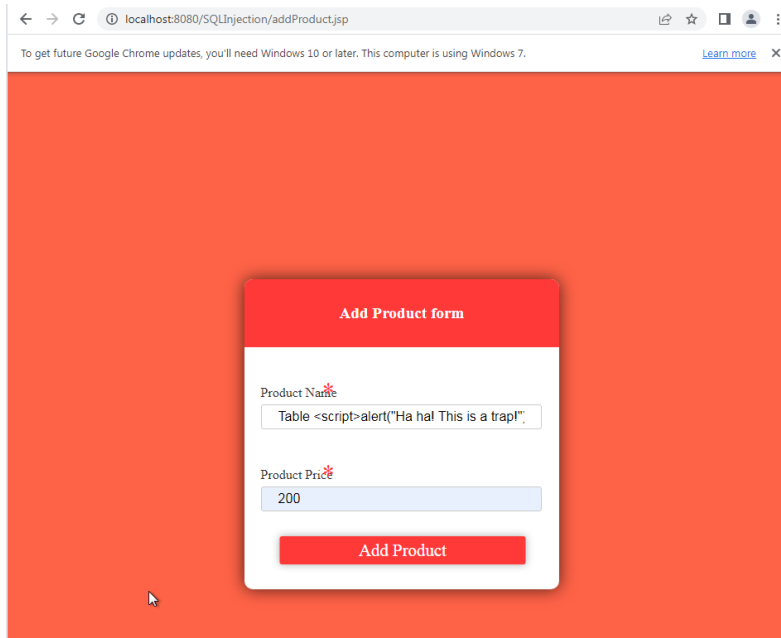 localhost:8080/SQLInjection/addProduct.jsp
To get future Google Chrome updates, you'll need Windows 10 or later. This computer is using Windows 7. Learn more
Add Product form
Product Name*
Table <script>alert("Ha ha! This is a trap!")
Product Price*
200
Add Product